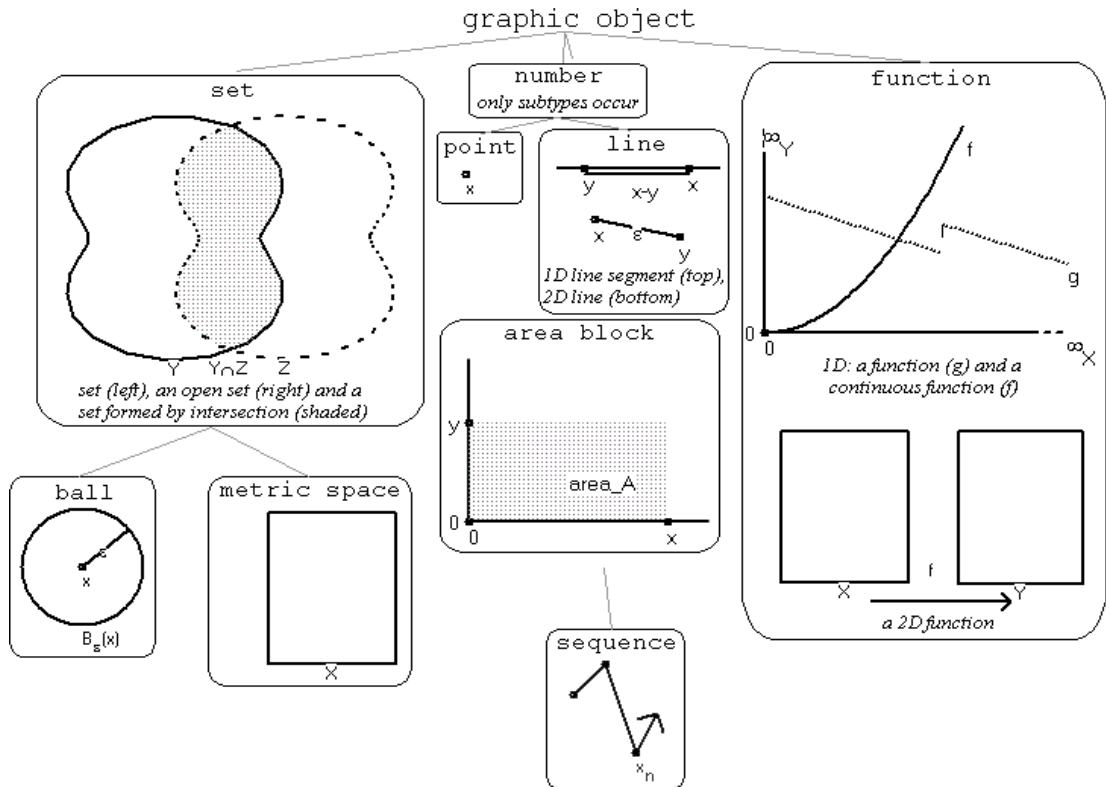 graphic object
set
Y Y∩Z Z
set (left), an open set (right) and a
set formed by intersection (shaded)
number
only subtypes occur
point
x
line
y x-y x
x ε y
1D line segment (top),
2D line (bottom)
area block
y
area_A
0
0 x
function
∞Y
f
g
0
0
∞X
1D: a function (g) and a
continuous function (f)
f
X Y
a 2D function
ball
ε
x
Bε(x)
metric space
X
sequence
xn